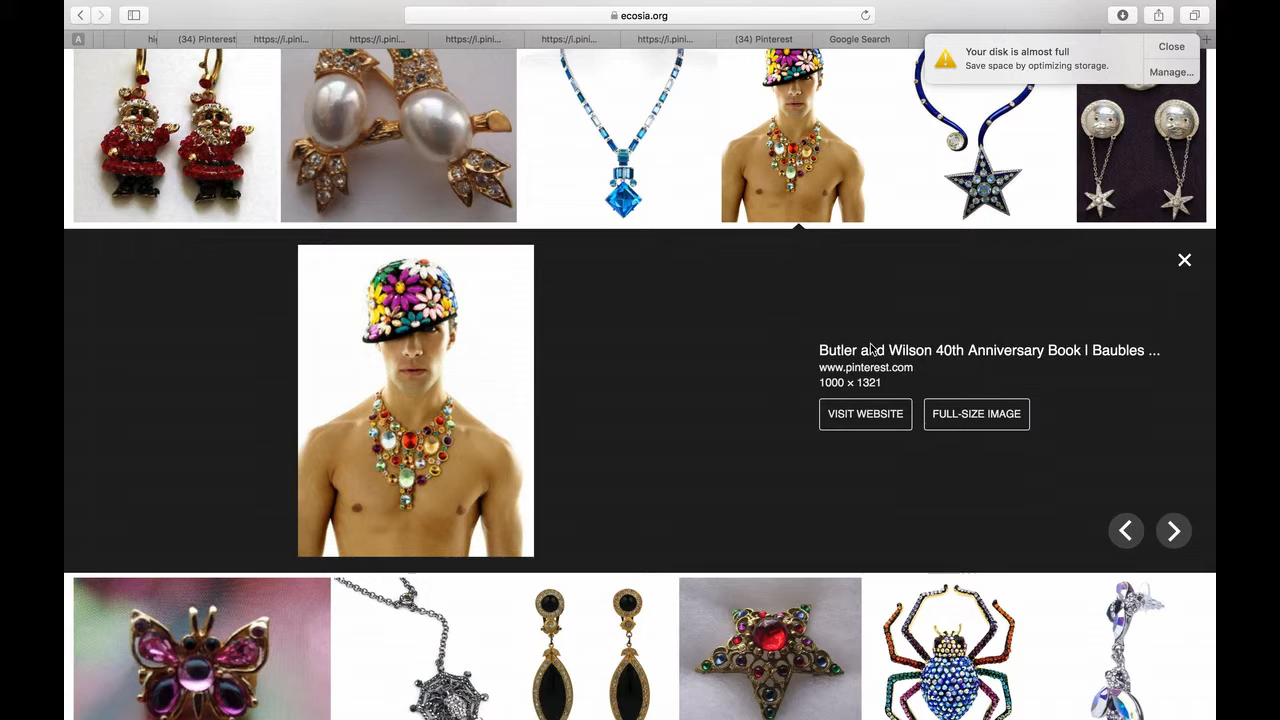 ecosia.org
A
hi
(34) Pinterest
https://i.pini...
https://i.pini...
https://i.pini...
https://i.pini...
https://i.pini...
(34) Pinterest
Google Search
Your disk is almost full
Save space by optimizing storage.
Close
Manage...
Butler and Wilson 40th Anniversary Book | Baubles ...
www.pinterest.com
1000 × 1321
VISIT WEBSITE
FULL-SIZE IMAGE